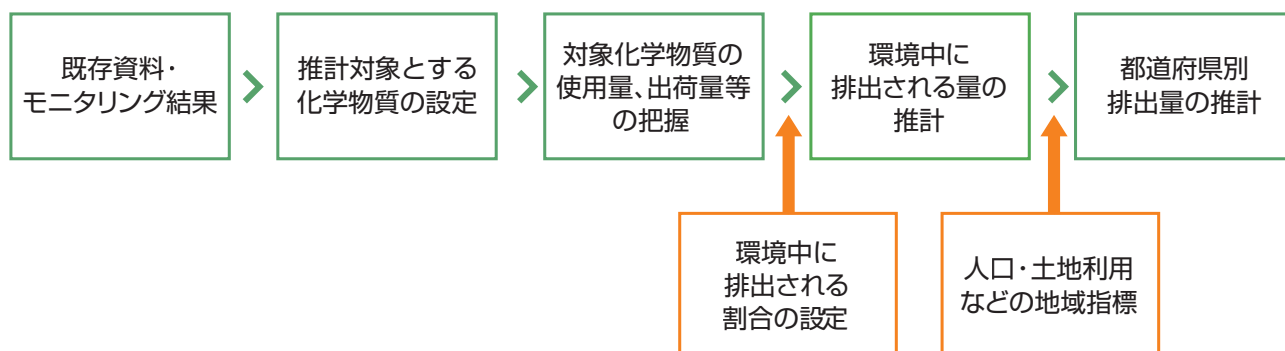 既存資料・
モニタリング結果
推計対象とする
化学物質の設定
対象化学物質の
使用量、出荷量等
の把握
環境中に
排出される量の
推計
都道府県別
排出量の推計
環境中に
排出される
割合の設定
人口・土地利用
などの地域指標